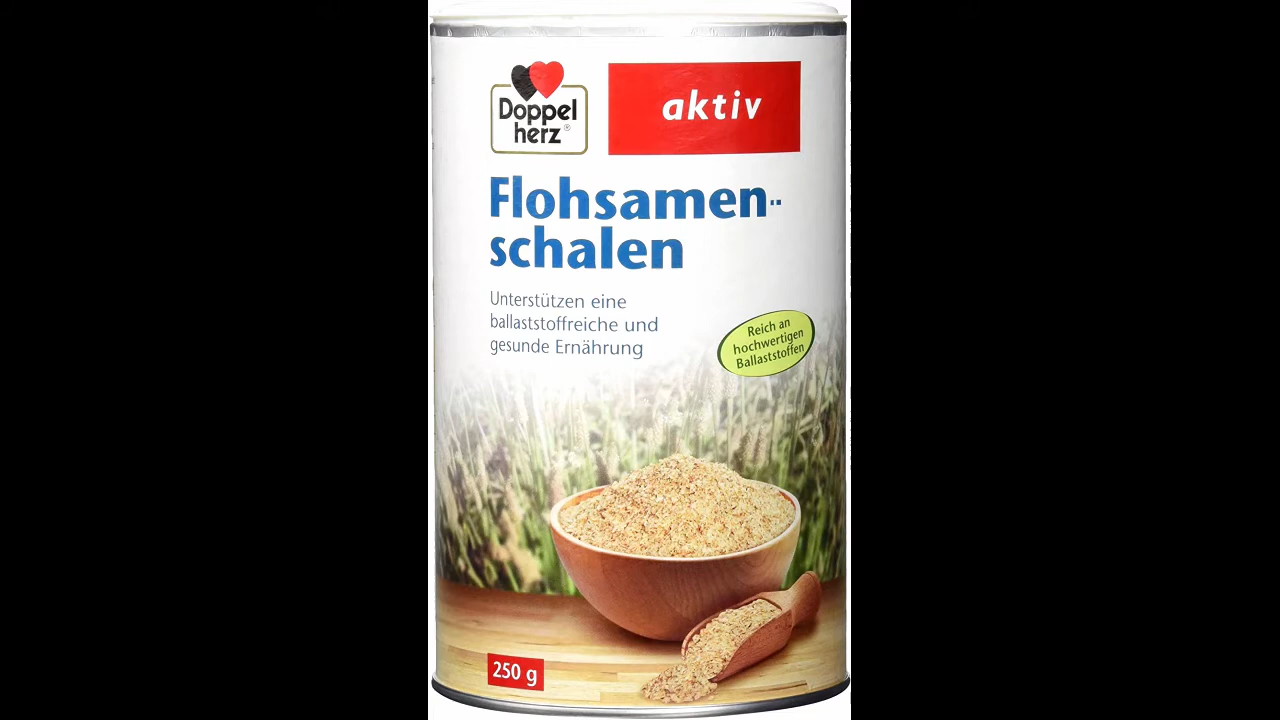 Doppel
herz®
aktiv
Flohsamen-
schalen
Unterstützen eine
ballaststoffreiche und
gesunde Ernährung
Reich an
hochwertigen
Ballaststoffen
250 g